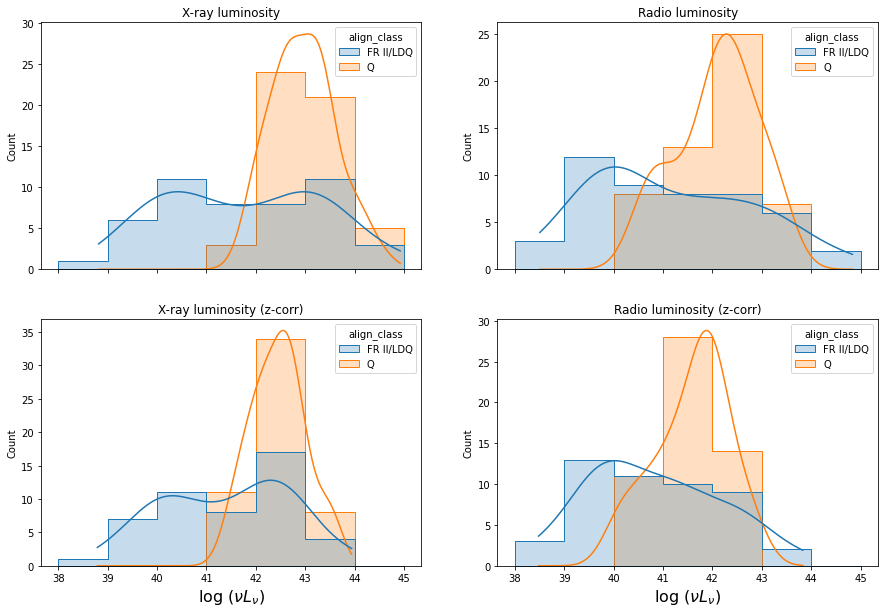 X-ray luminosity
30
25
20
15
10
5
0
Count
align_class
FR II/LDQ
Q
Radio luminosity
25
20
15
10
5
0
Count
align_class
FR II/LDQ
Q
X-ray luminosity (z-corr)
35
30
25
20
15
10
5
0
Count
align_class
FR II/LDQ
Q
38 39 40 41 42 43 44 45
log (νLν)
Radio luminosity (z-corr)
30
25
20
15
10
5
0
Count
align_class
FR II/LDQ
Q
38 39 40 41 42 43 44 45
log (νLν)